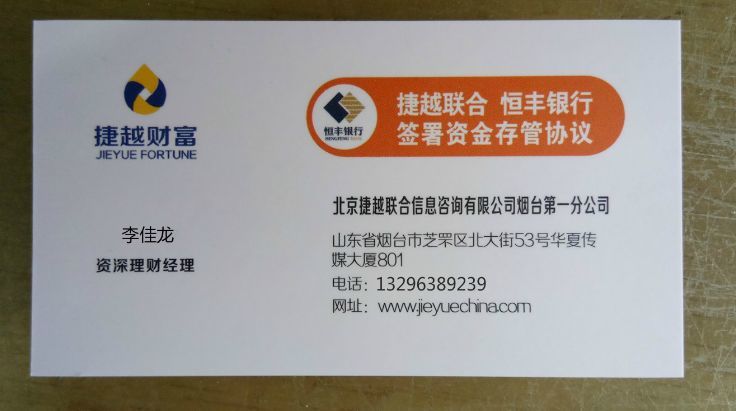 捷越财富
JIEYUE FORTUNE
李佳龙
资深理财经理
恒丰银行
HENGFENG BANK
捷越联合 恒丰银行
签署资金存管协议
北京捷越联合信息咨询有限公司烟台第一分公司
山东省烟台市芝罘区北大街53号华夏传
媒大厦801
电话：13296389239
网址：www.jieyuechina.com